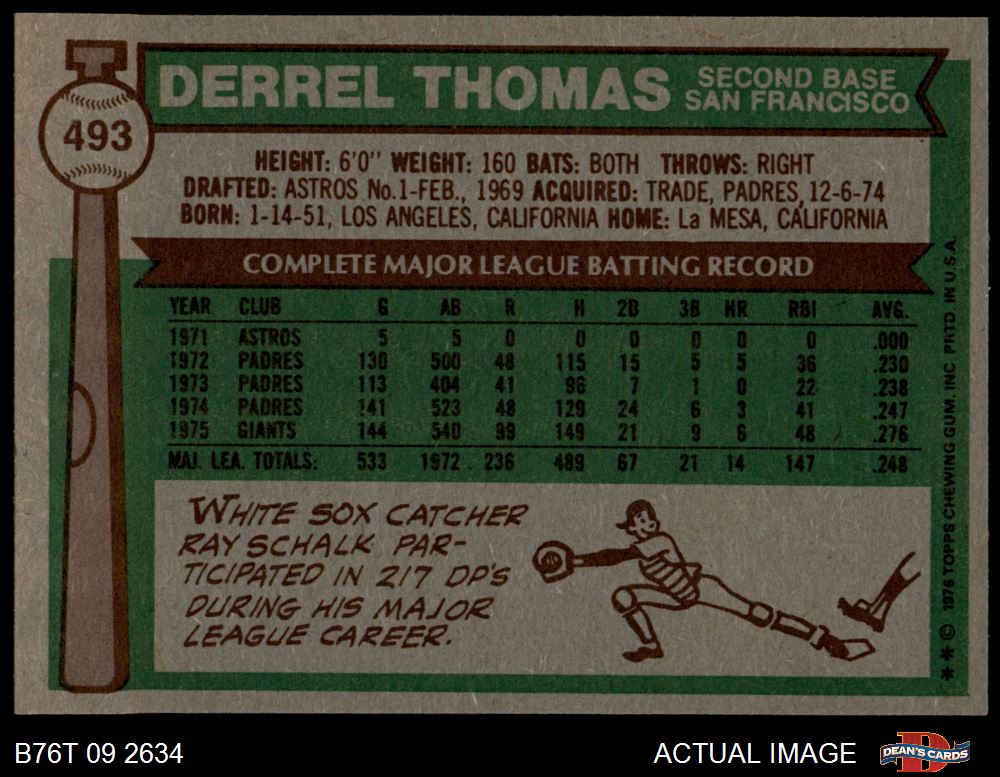 493
DERREL THOMAS SECOND BASE
SAN FRANCISCO
HEIGHT: 6'0" WEIGHT: 160 BATS: BOTH THROWS: RIGHT
DRAFTED: ASTROS No.1-FEB., 1969 ACQUIRED: TRADE, PADRES, 12-6-74
BORN: 1-14-51, LOS ANGELES, CALIFORNIA HOME: La MESA, CALIFORNIA
COMPLETE MAJOR LEAGUE BATTING RECORD
YEAR CLUB G AB R H 2B 3B HR RBI AVG.
1971 ASTROS 5 5 0 0 0 0 0 0 .000
1972 PADRES 130 500 48 115 15 5 5 36 .230
1973 PADRES 113 404 41 96 7 1 0 22 .238
1974 PADRES 141 523 48 129 24 6 3 41 .247
1975 GIANTS 144 540 99 149 21 9 6 48 .276
MAJ. LEA. TOTALS: 533 1972 236 489 67 21 14 147 .248
WHITE SOX CATCHER
RAY SCHALK PAR-
TICIPATED IN 217 DP'S
DURING HIS MAJOR
LEAGUE CAREER.
** © 1976 TOPPS CHEWING GUM, INC PRTD. IN U.S.A.
B76T 09 2634 ACTUAL IMAGE
D
DEAN'S CARDS